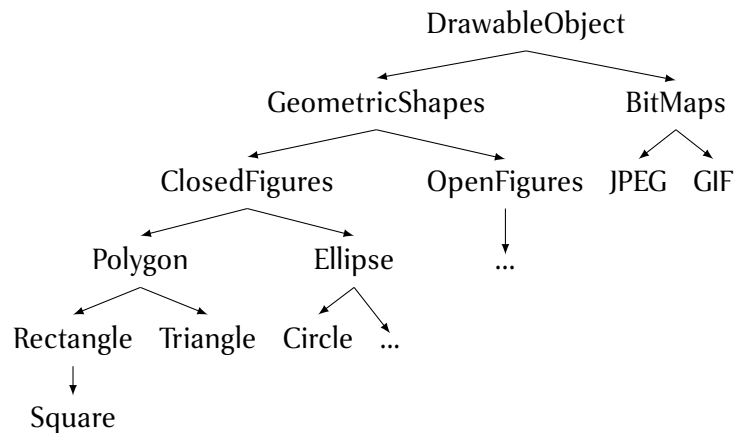 DrawableObject
GeometricShapes BitMaps
ClosedFigures OpenFigures JPEG GIF
Polygon Ellipse ...
Rectangle Triangle Circle ...
Square